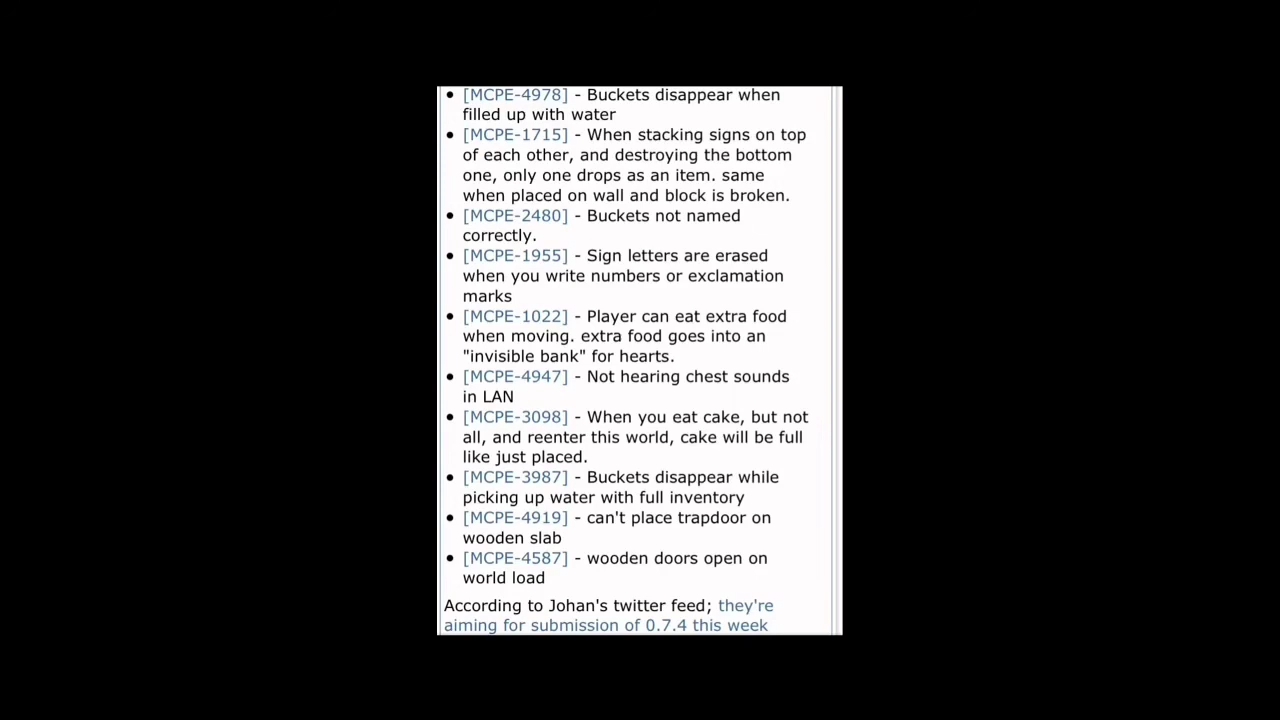 • [MCPE-4978] - Buckets disappear when
filled up with water
• [MCPE-1715] - When stacking signs on top
of each other, and destroying the bottom
one, only one drops as an item. same
when placed on wall and block is broken.
• [MCPE-2480] - Buckets not named
correctly.
• [MCPE-1955] - Sign letters are erased
when you write numbers or exclamation
marks
• [MCPE-1022] - Player can eat extra food
when moving. extra food goes into an
"invisible bank" for hearts.
• [MCPE-4947] - Not hearing chest sounds
in LAN
• [MCPE-3098] - When you eat cake, but not
all, and reenter this world, cake will be full
like just placed.
• [MCPE-3987] - Buckets disappear while
picking up water with full inventory
• [MCPE-4919] - can't place trapdoor on
wooden slab
• [MCPE-4587] - wooden doors open on
world load
According to Johan's twitter feed; they're
aiming for submission of 0.7.4 this week